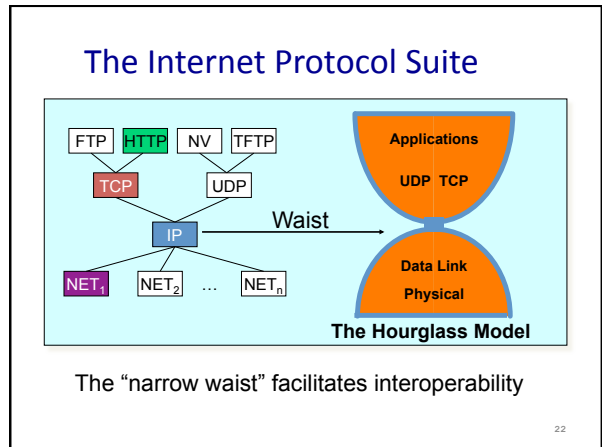 The Internet Protocol Suite
FTP HTTP NV TFTP
Applications
TCP UDP
UDP TCP
Waist
IP
Data Link
NET1 NET2 … NETn
Physical
The Hourglass Model
The “narrow waist” facilitates interoperability
22